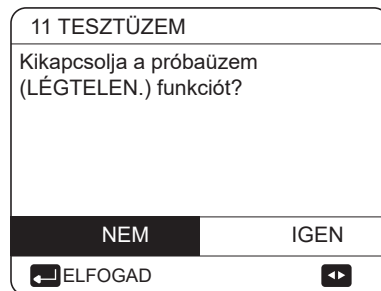 11 TESZTÜZEM
Kikapcsolja a próbaüzem
(LÉGTELEN.) funkciót?
NEM IGEN
ELFOGAD